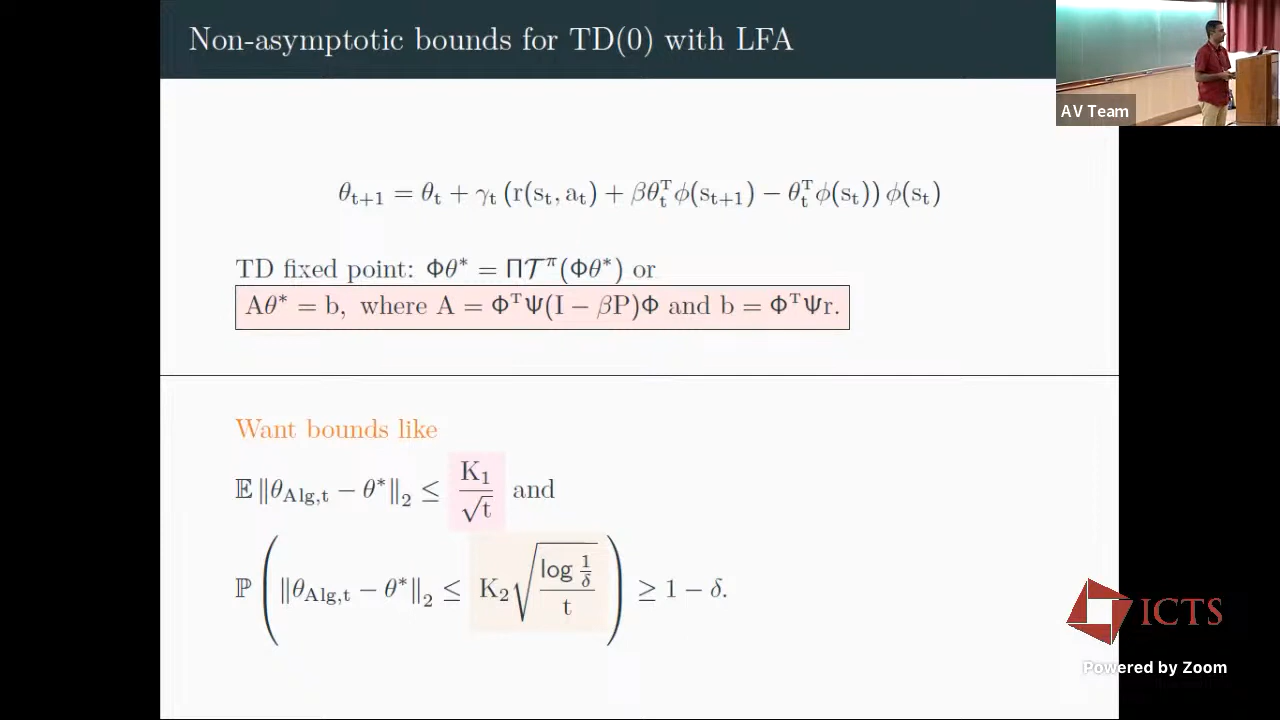 Non-asymptotic bounds for TD(0) with LFA
AV Team
θ_{t+1} = θ_t + γ_t (r(s_t, a_t) + βθ_t^T ϕ(s_{t+1}) − θ_t^T ϕ(s_t)) ϕ(s_t)
TD fixed point: Φθ* = Π𝒯^π(Φθ*) or
Aθ* = b, where A = Φ^TΨ(I − βP)Φ and b = Φ^TΨr.
Want bounds like
𝔼 ‖θ_{Alg,t} − θ*‖_2 ≤ K_1/√t and
ℙ (‖θ_{Alg,t} − θ*‖_2 ≤ K_2 √(log (1/δ) / t)) ≥ 1 − δ.
ICTS
Powered by Zoom